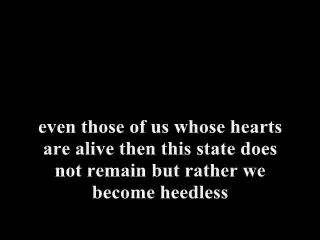 even those of us whose hearts
are alive then this state does
not remain but rather we
become heedless